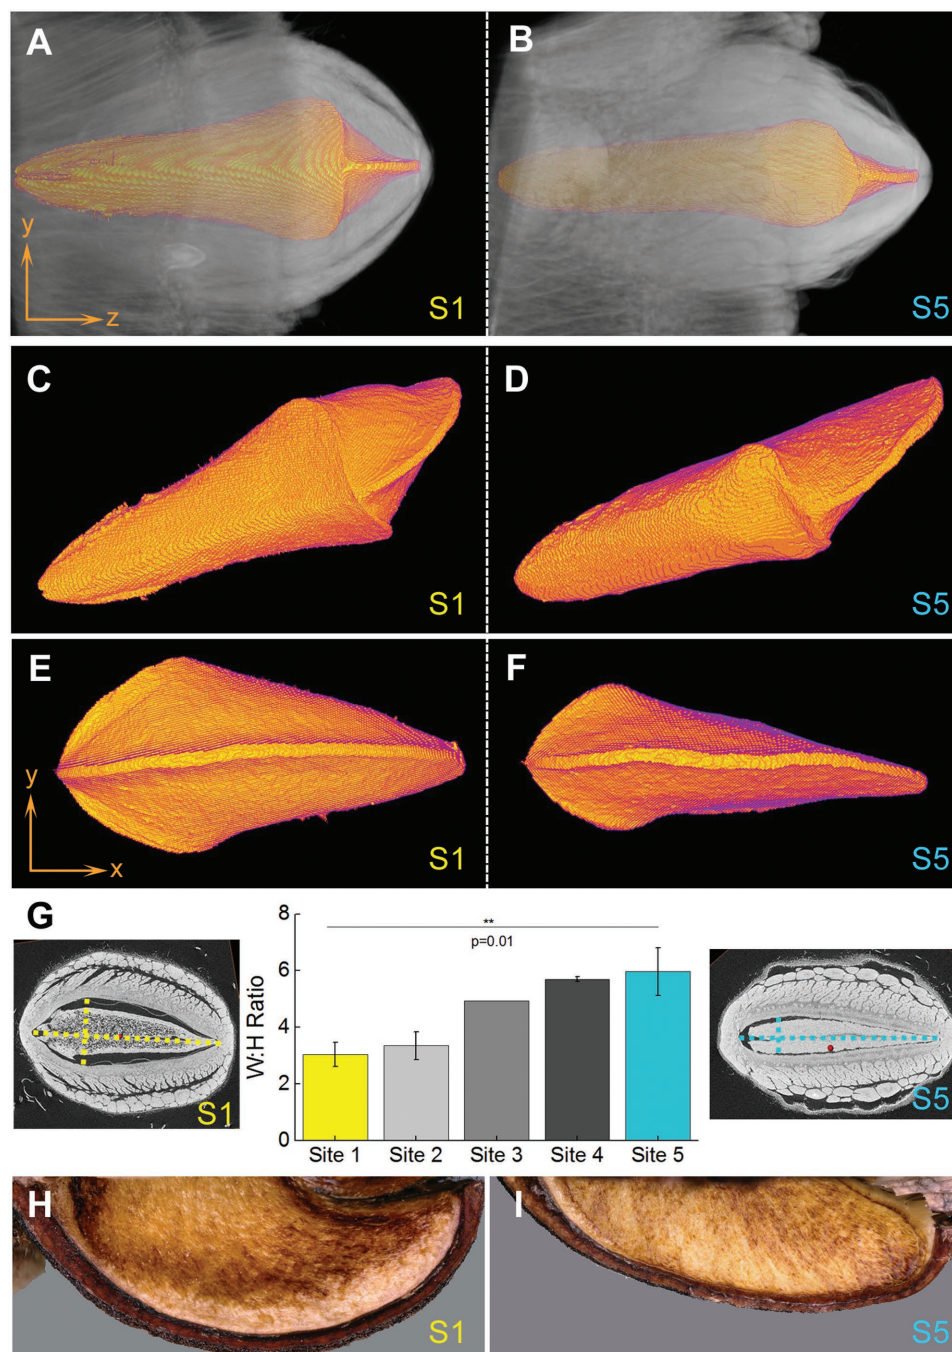 A
B
y
z
S1
S5
C
D
S1
S5
E
F
y
x
S1
S5
G
8
**
p=0.01
6
W:H Ratio
4
2
0
S1
S5
Site 1 Site 2 Site 3 Site 4 Site 5
H
I
S1
S5